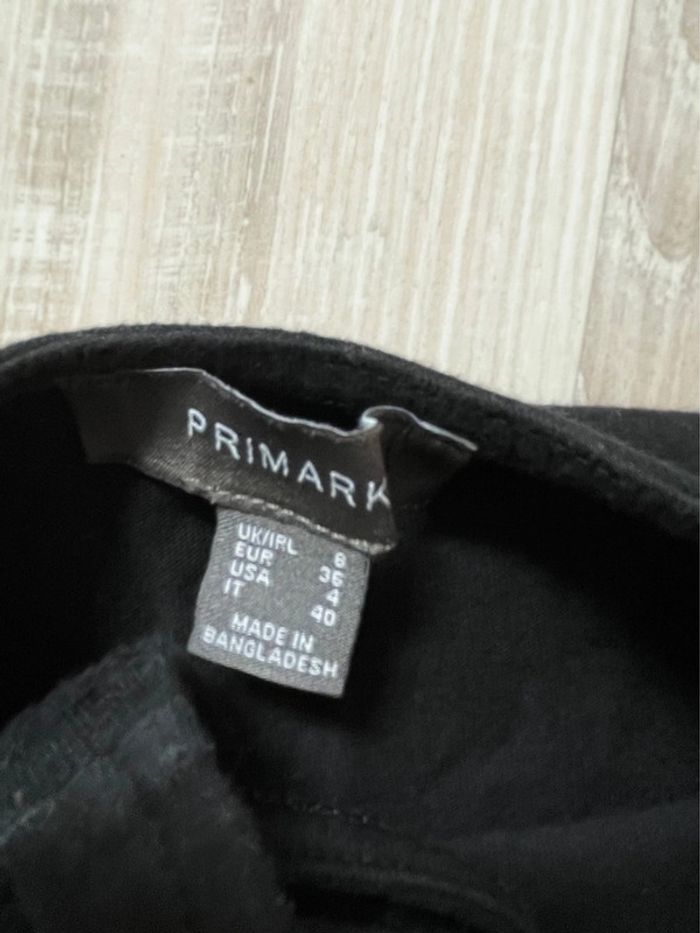 PRIMARK
UK/IRL 8
EUR 36
USA 4
IT 40
MADE IN
BANGLADESH